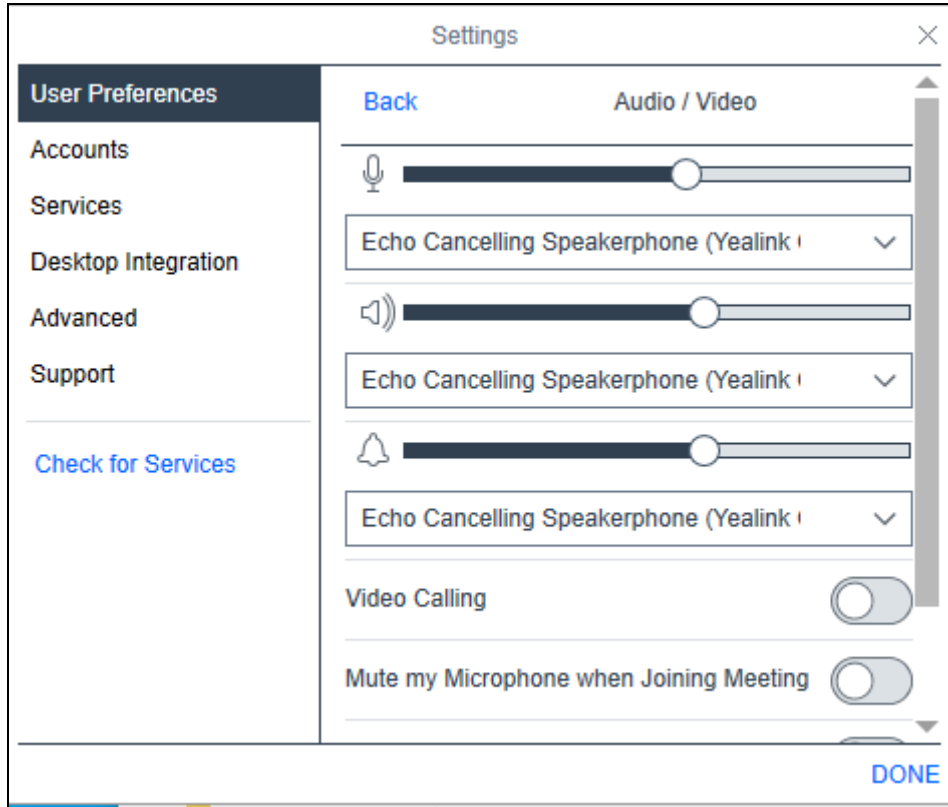 Settings
User Preferences
Accounts
Services
Desktop Integration
Advanced
Support
Check for Services
Back
Audio / Video
Echo Cancelling Speakerphone (Yealink
Echo Cancelling Speakerphone (Yealink
Echo Cancelling Speakerphone (Yealink
Video Calling
Mute my Microphone when Joining Meeting
DONE